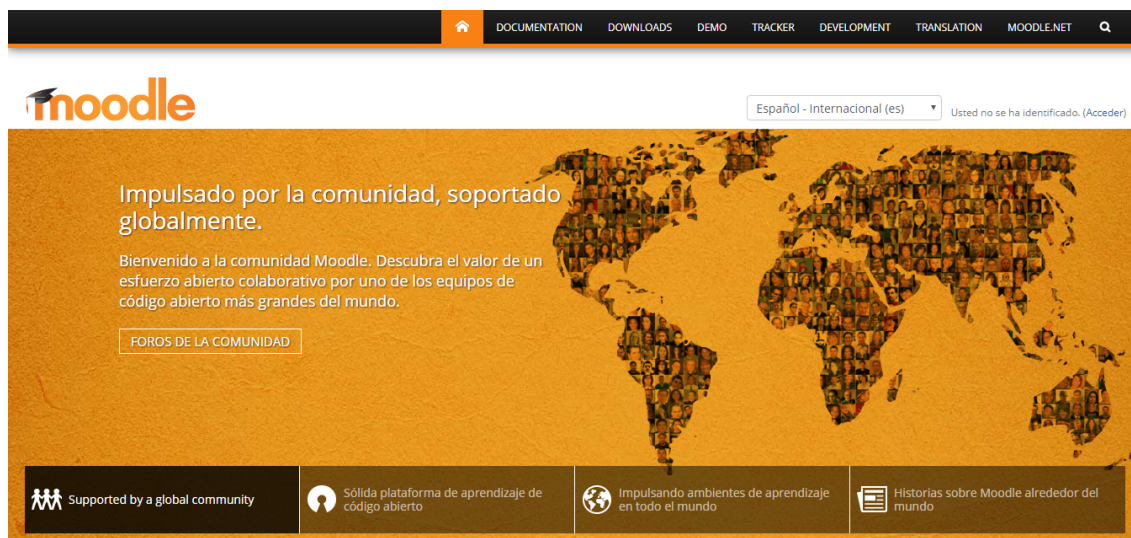 DOCUMENTATION DOWNLOADS DEMO TRACKER DEVELOPMENT TRANSLATION MOODLE.NET
moodle
Español - Internacional (es)
Usted no se ha identificado. (Acceder)
Impulsado por la comunidad, soportado
globalmente.
Bienvenido a la comunidad Moodle. Descubra el valor de un
esfuerzo abierto colaborativo por uno de los equipos de
código abierto más grandes del mundo.
FOROS DE LA COMUNIDAD
Supported by a global community
Sólida plataforma de aprendizaje de
código abierto
Impulsando ambientes de aprendizaje
en todo el mundo
Historias sobre Moodle alrededor del
mundo